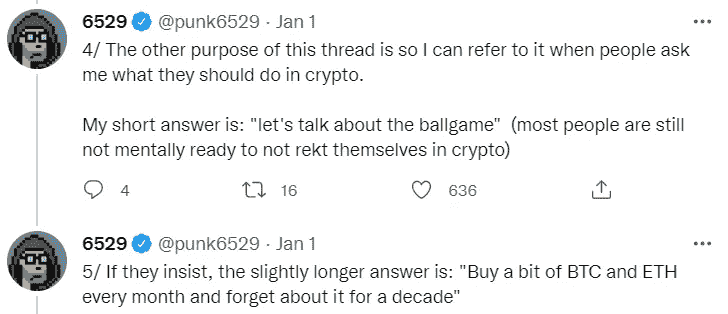 6529 @punk6529 · Jan 1
4/ The other purpose of this thread is so I can refer to it when people ask
me what they should do in crypto.
My short answer is: "let's talk about the ballgame"  (most people are still
not mentally ready to not rekt themselves in crypto)
4 16 636
6529 @punk6529 · Jan 1
5/ If they insist, the slightly longer answer is: "Buy a bit of BTC and ETH
every month and forget about it for a decade"